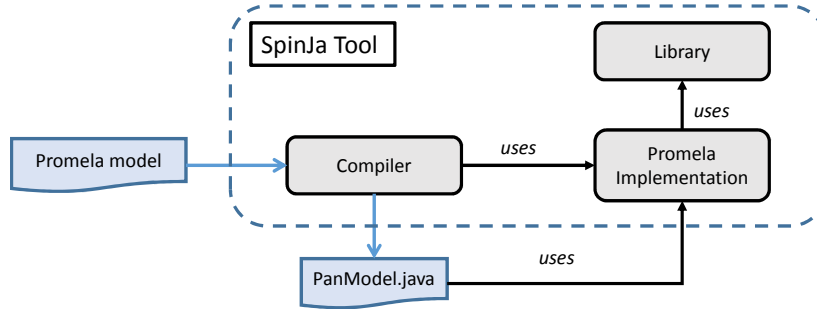 SpinJa Tool
Library
uses
Promela model
Compiler
uses
Promela
Implementation
PanModel.java
uses